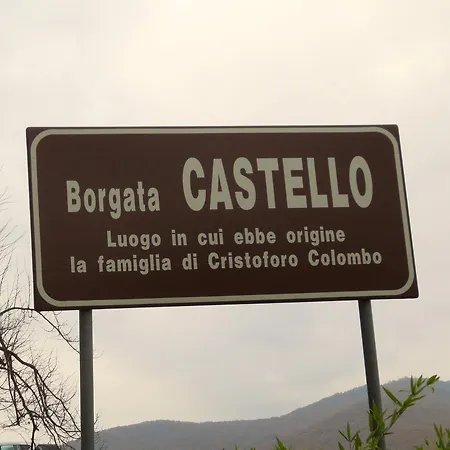 Borgata CASTELLO
Luogo in cui ebbe origine
la famiglia di Cristoforo Colombo